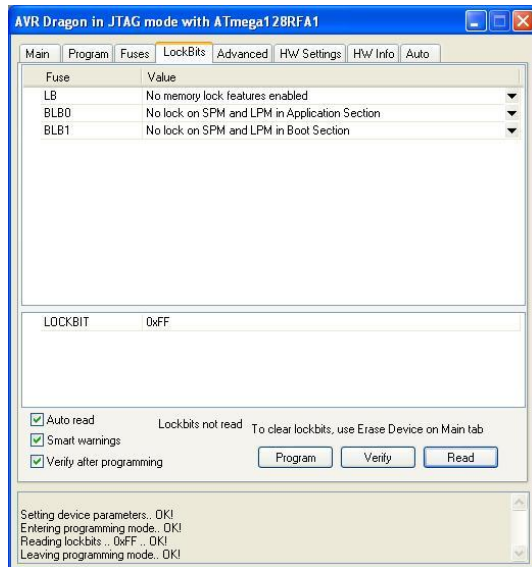 AVR Dragon in JTAG mode with ATmega128RFA1
Main Program Fuses LockBits Advanced HW Settings HW Info Auto
Fuse Value
LB No memory lock features enabled
BLB0 No lock on SPM and LPM in Application Section
BLB1 No lock on SPM and LPM in Boot Section
LOCKBIT 0xFF
Auto read
Smart warnings
Verify after programming
Lockbits not read To clear lockbits, use Erase Device on Main tab
Program Verify Read
Setting device parameters.. OK!
Entering programming mode.. OK!
Reading lockbits .. 0xFF .. OK!
Leaving programming mode.. OK!